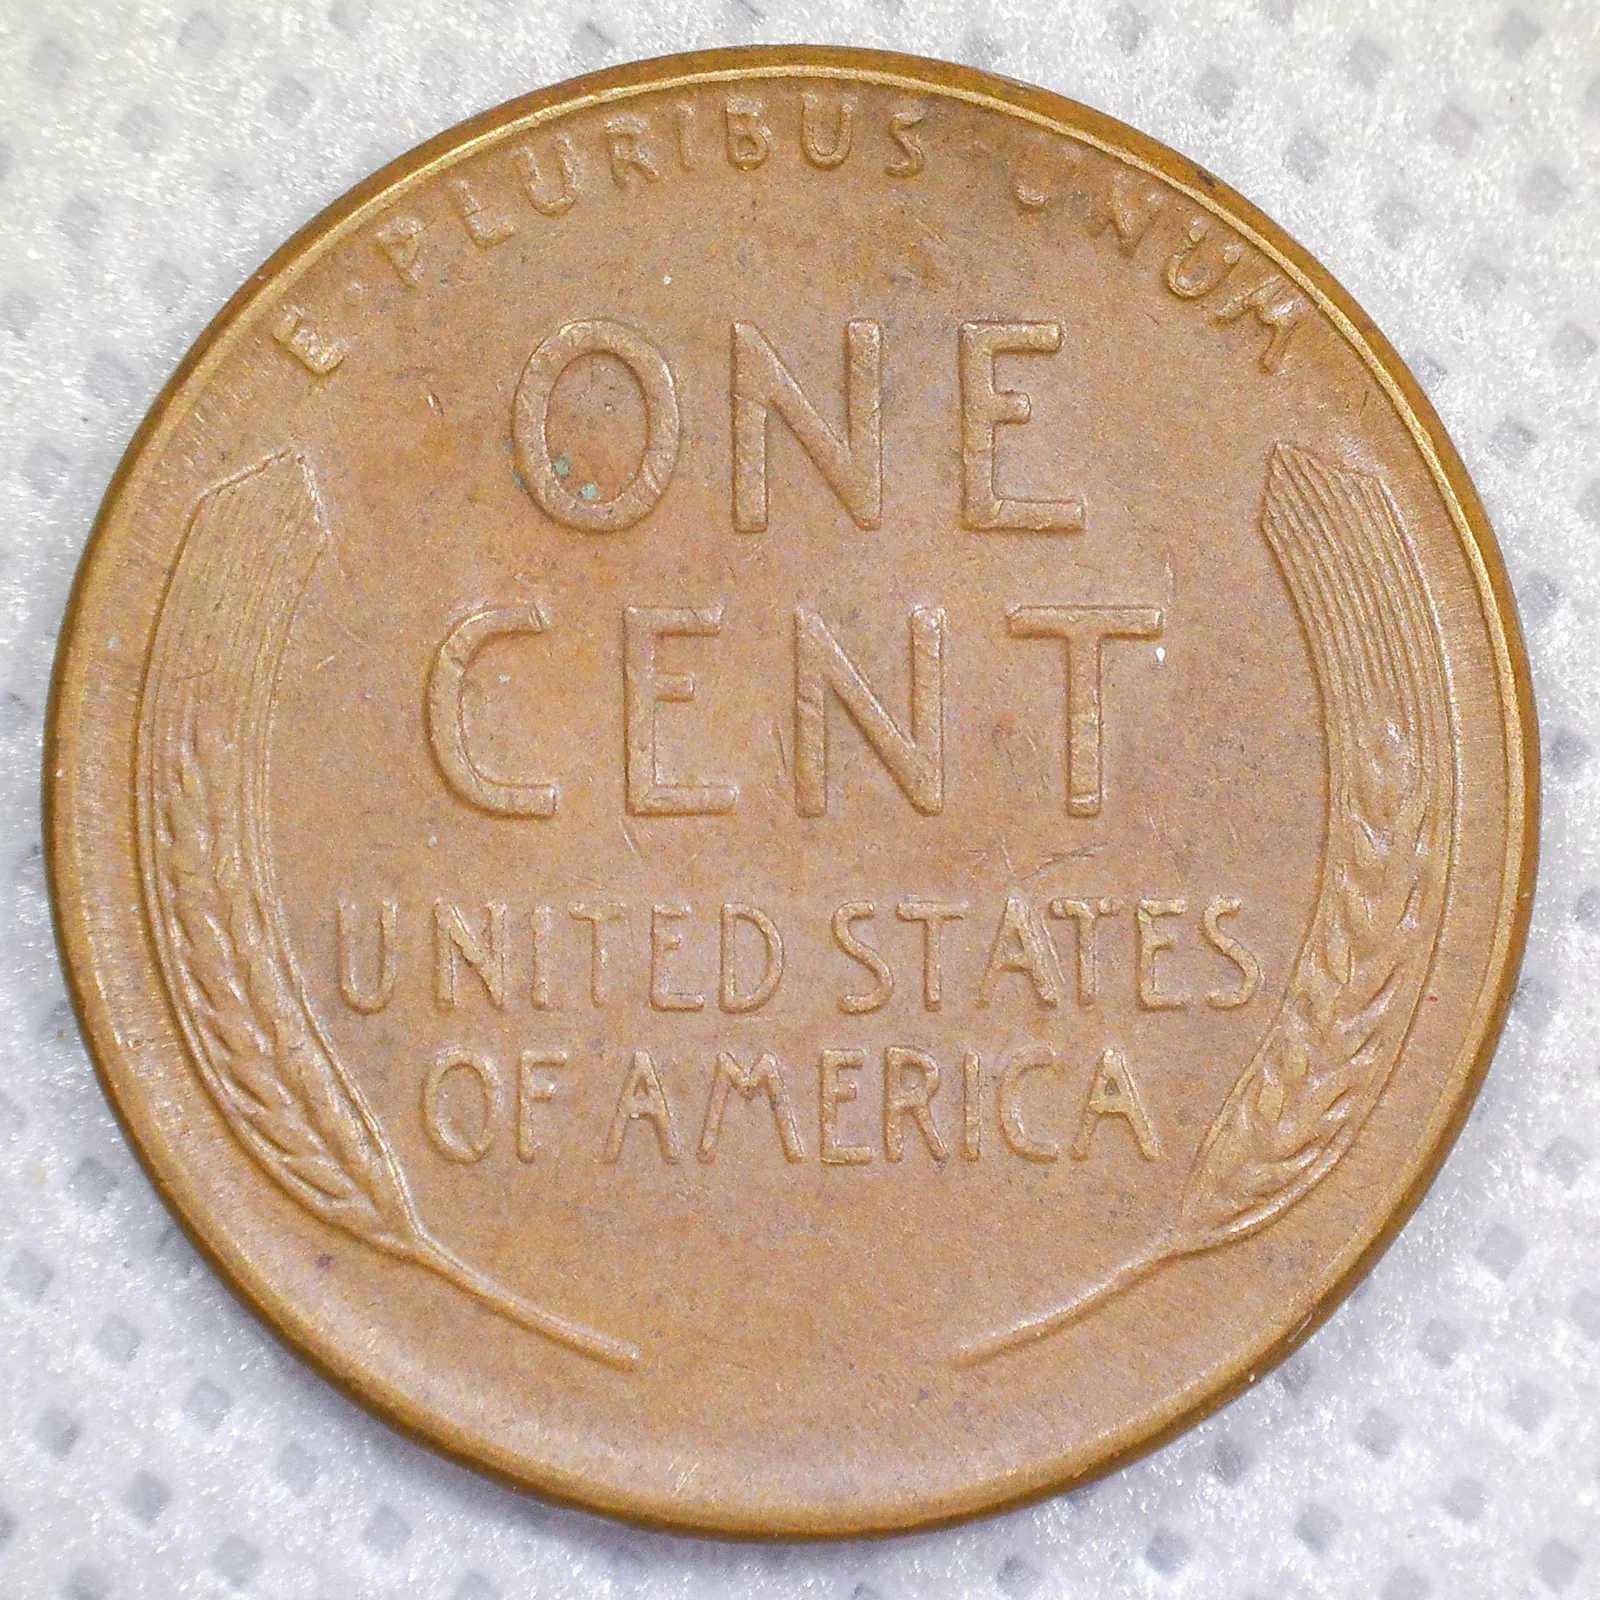 E · PLURIBUS · UNUM
ONE
CENT
UNITED STATES
OF AMERICA